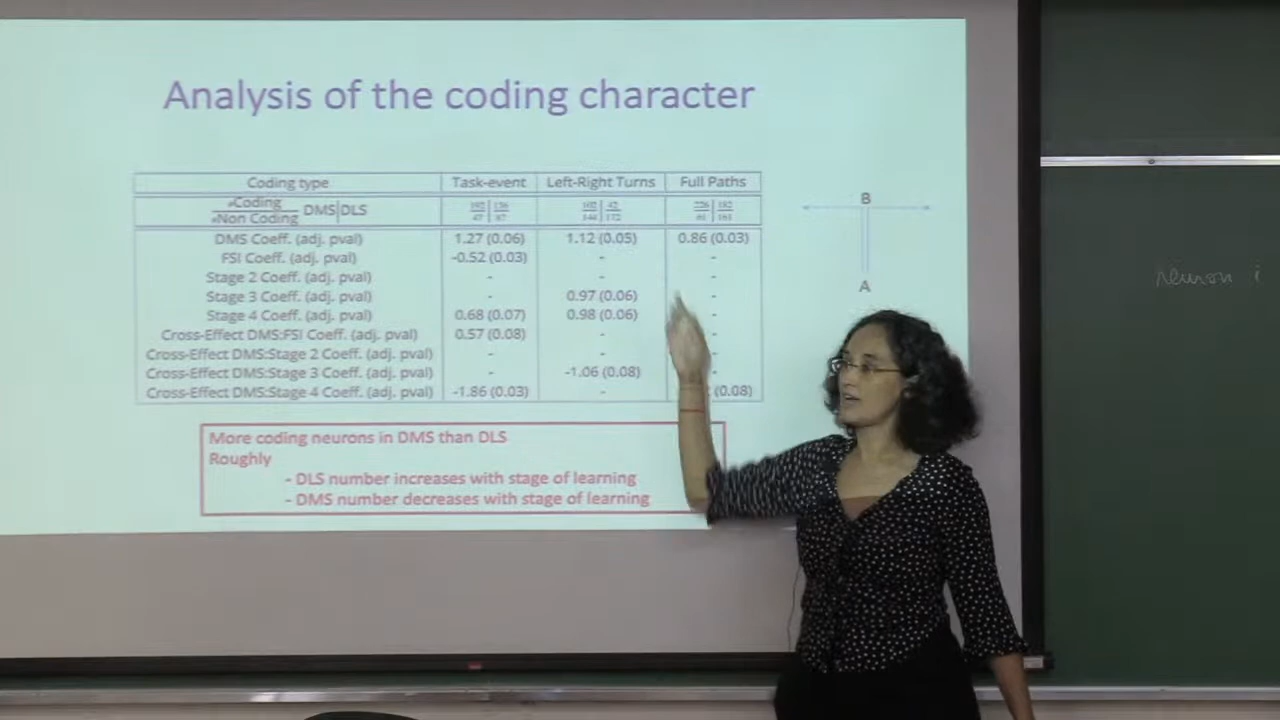 Analysis of the coding character
Coding type Task-event Left-Right Turns Full Paths
#Coding
#Non Coding DMS|DLS
DMS Coeff. (adj. pval) 1.27 (0.06) 1.12 (0.05) 0.86 (0.03)
FSI Coeff. (adj. pval) -0.52 (0.03) - -
Stage 2 Coeff. (adj. pval) - - -
Stage 3 Coeff. (adj. pval) - 0.97 (0.06) -
Stage 4 Coeff. (adj. pval) 0.68 (0.07) 0.98 (0.06) -
Cross-Effect DMS:FSI Coeff. (adj. pval) 0.57 (0.08) - -
Cross-Effect DMS:Stage 2 Coeff. (adj. pval) - - -
Cross-Effect DMS:Stage 3 Coeff. (adj. pval) - -1.06 (0.08) -
Cross-Effect DMS:Stage 4 Coeff. (adj. pval) -1.86 (0.03) - (0.08)
B
A
More coding neurons in DMS than DLS
Roughly
- DLS number increases with stage of learning
- DMS number decreases with stage of learning
neuron i